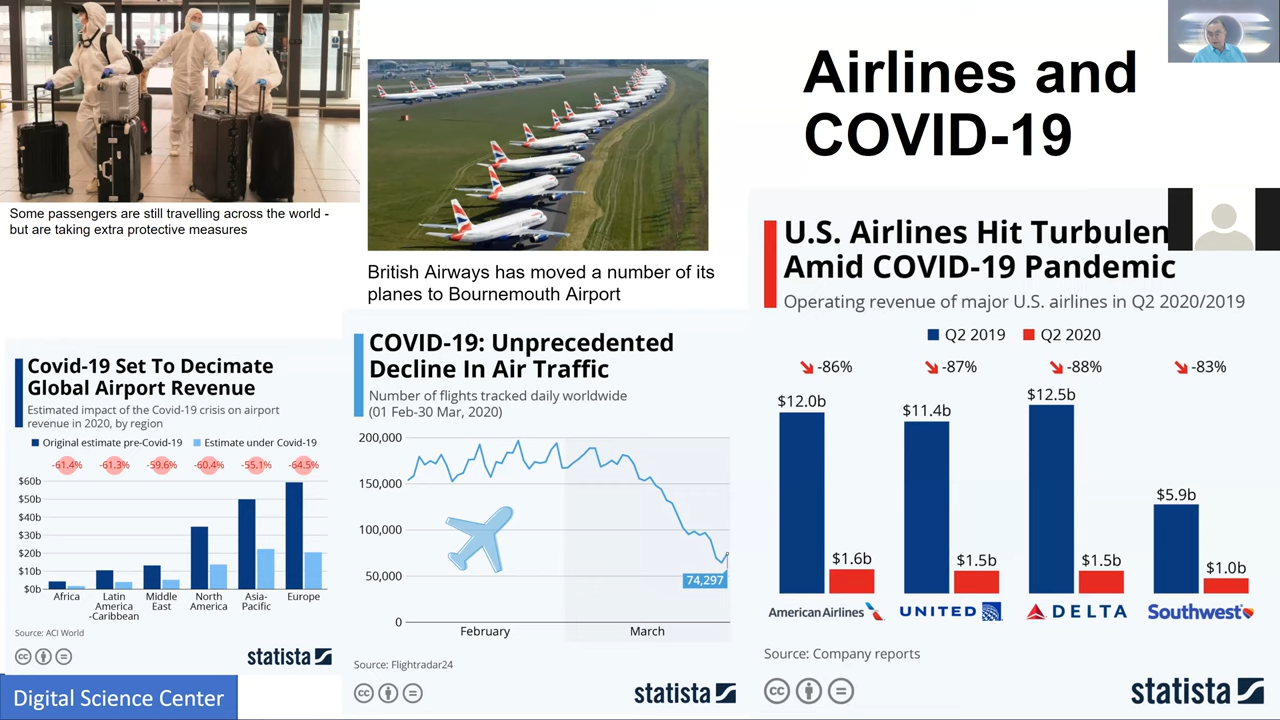 Airlines and
COVID-19
Some passengers are still travelling across the world -
but are taking extra protective measures
British Airways has moved a number of its
planes to Bournemouth Airport
Covid-19 Set To Decimate
Global Airport Revenue
Estimated impact of the Covid-19 crisis on airport
revenue in 2020, by region
Original estimate pre-Covid-19 Estimate under Covid-19
-61.4% -61.3% -59.6% -60.4% -55.1% -64.5%
$60b
$50b
$40b
$30b
$20b
$10b
$0b
Africa Latin America -Caribbean Middle East North America Asia-Pacific Europe
Source: ACI World
statista
Digital Science Center
COVID-19: Unprecedented
Decline In Air Traffic
Number of flights tracked daily worldwide
(01 Feb-30 Mar, 2020)
200,000
150,000
100,000
50,000
0
74,297
February March
Source: Flightradar24
cc
statista
U.S. Airlines Hit Turbulen
Amid COVID-19 Pandemic
Operating revenue of major U.S. airlines in Q2 2020/2019
Q2 2019 Q2 2020
-86% -87% -88% -83%
$12.0b $11.4b $12.5b $5.9b
$1.6b $1.5b $1.5b $1.0b
American Airlines UNITED DELTA Southwest
Source: Company reports
cc
statista